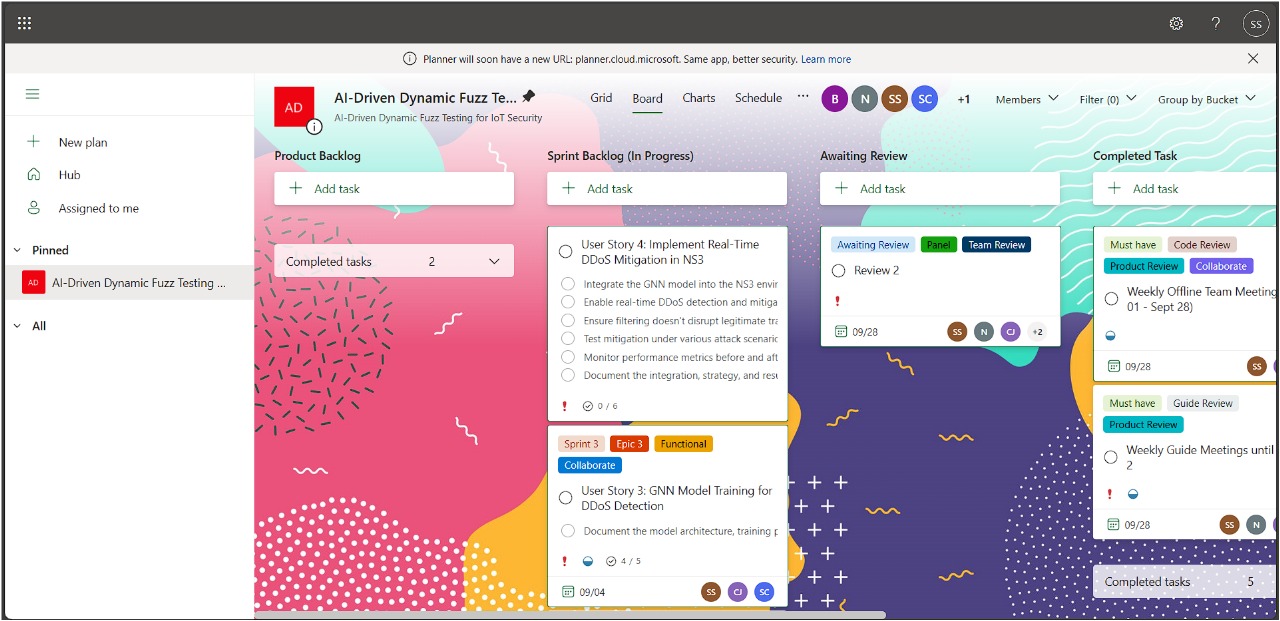 SS
Planner will soon have a new URL: planner.cloud.microsoft. Same app, better security. Learn more
New plan
Hub
Assigned to me
Pinned
AD AI-Driven Dynamic Fuzz Testing ...
All
AD
AI-Driven Dynamic Fuzz Te...
AI-Driven Dynamic Fuzz Testing for IoT Security
Grid Board Charts Schedule ...
B N SS SC +1
Members Filter (0) Group by Bucket
Product Backlog
Add task
Completed tasks 2
Sprint Backlog (In Progress)
Add task
User Story 4: Implement Real-Time
DDoS Mitigation in NS3
Integrate the GNN model into the NS3
Enable real-time DDoS detection and
Ensure filtering doesn't disrupt legitimate
Test mitigation under various attack
Monitor performance metrics before and
Document the integration, strategy, and
0 / 6
Sprint 3 Epic 3 Functional
Collaborate
User Story 3: GNN Model Training for
DDoS Detection
Document the model architecture, training
4 / 5
09/04 SS CJ SC
Awaiting Review
Add task
Awaiting Review Panel Team Review
Review 2
09/28 SS N CJ +2
Completed Task
Add task
Must have Code Review
Product Review Collaborate
Weekly Offline Team Meeting
01 - Sept 28)
09/28 SS
Must have Guide Review
Product Review
Weekly Guide Meetings until
2
09/28 SS N
Completed tasks 5